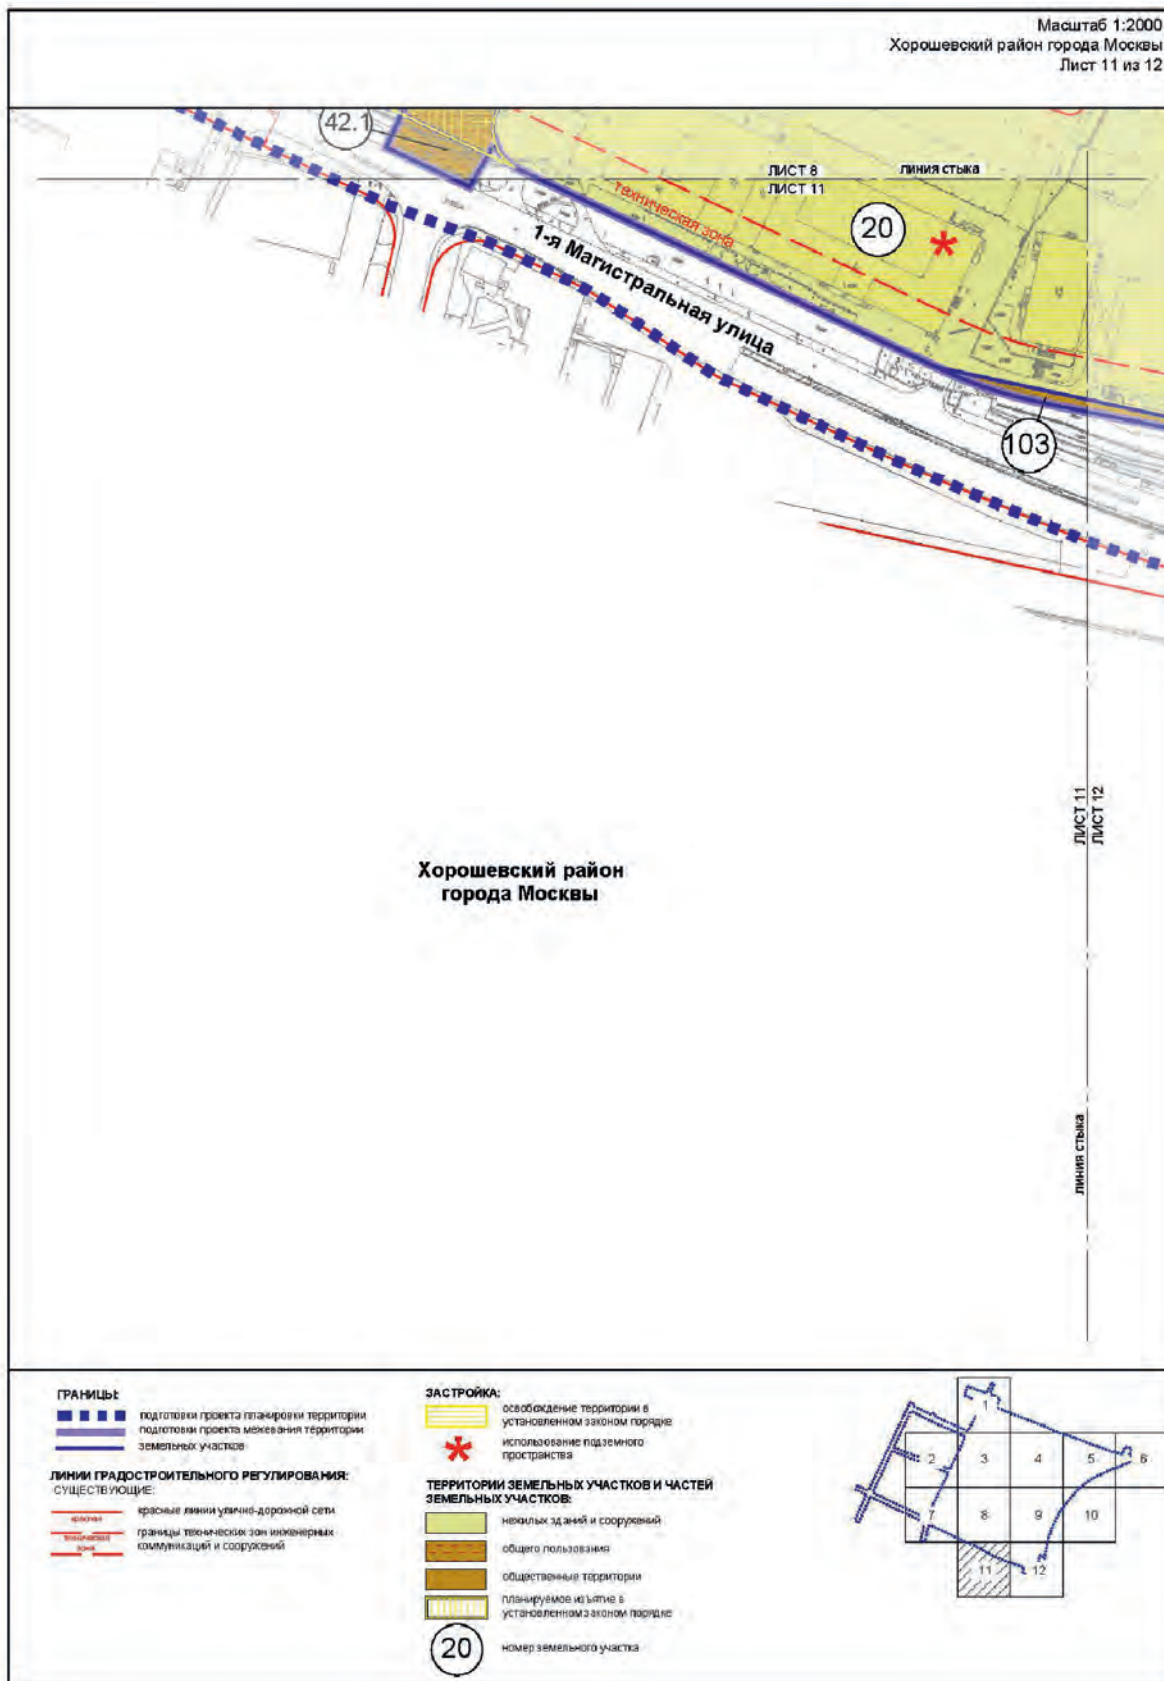 Масштаб 1:2000
Хорошевский район города Москвы
Лист 11 из 12
42.1
ЛИСТ 8
линия стыка
ЛИСТ 11
техническая зона
20
1-я Магистральная улица
103
ЛИСТ 11
ЛИСТ 12
Хорошевский район
города Москвы
линия стыка
ГРАНИЦЫ:
подготовки проекта планировки территории
подготовки проекта межевания территории
земельных участков
ЛИНИИ ГРАДОСТРОИТЕЛЬНОГО РЕГУЛИРОВАНИЯ:
СУЩЕСТВУЮЩИЕ:
красная
красные линии улично-дорожной сети
техническая
зона
границы технических зон инженерных
коммуникаций и сооружений
ЗАСТРОЙКА:
освобождение территории в
установленном законом порядке
использование подземного
пространства
ТЕРРИТОРИИ ЗЕМЕЛЬНЫХ УЧАСТКОВ И ЧАСТЕЙ
ЗЕМЕЛЬНЫХ УЧАСТКОВ:
нежилых зданий и сооружений
общего пользования
общественные территории
планируемое изъятие в
установленном законом порядке
20
номер земельного участка
1
2
3
4
5
6
7
8
9
10
11
12